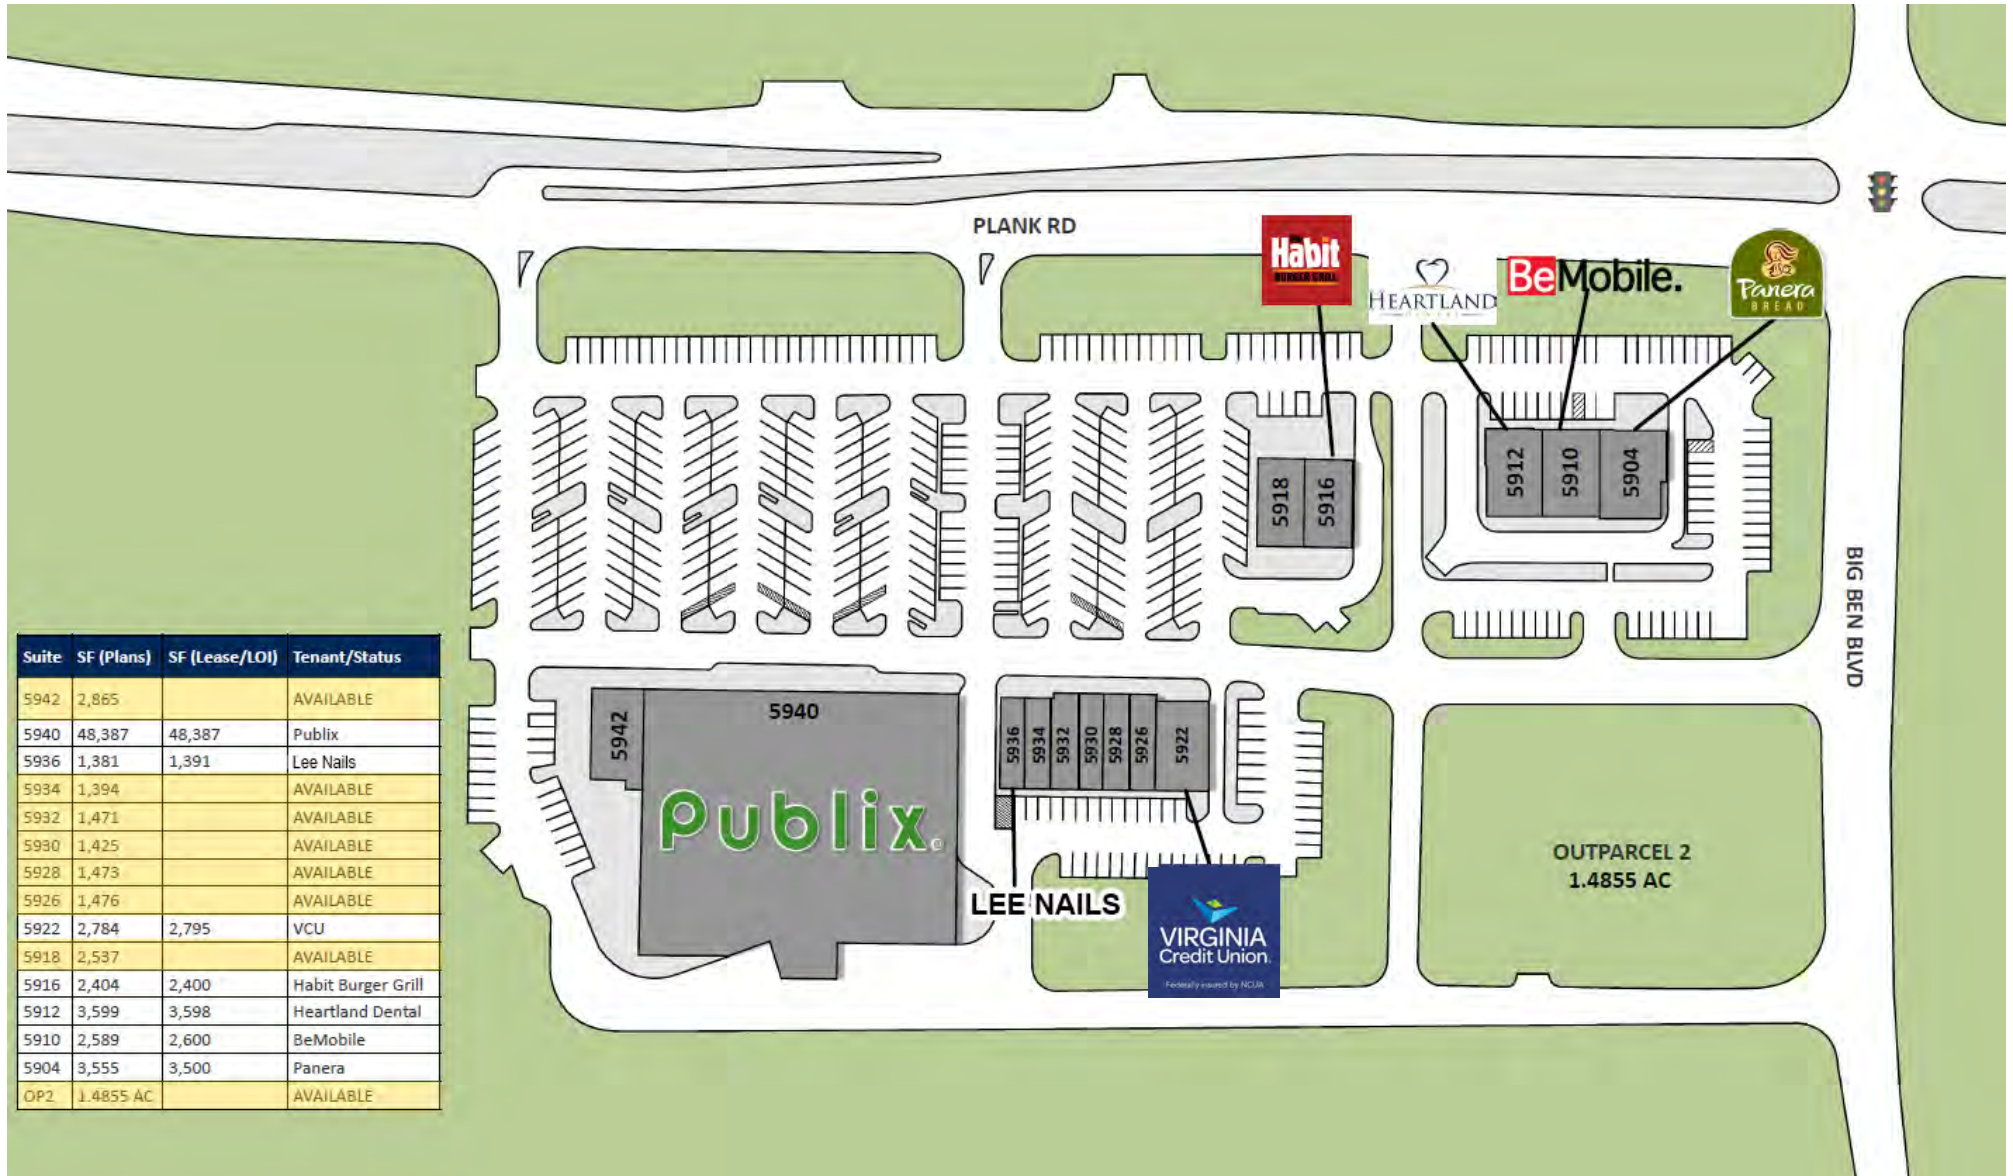 PLANK RD
Habit
BURGER GRILL
HEARTLAND
BeMobile.
Panera
BREAD
5912
5910
5904
5918
5916
BIG BEN BLVD
Suite SF (Plans) SF (Lease/LOI) Tenant/Status
5942 2,865 AVAILABLE
5940 48,387 48,387 Publix
5936 1,381 1,391 Lee Nails
5934 1,394 AVAILABLE
5932 1,471 AVAILABLE
5930 1,425 AVAILABLE
5928 1,473 AVAILABLE
5926 1,476 AVAILABLE
5922 2,784 2,795 VCU
5918 2,537 AVAILABLE
5916 2,404 2,400 Habit Burger Grill
5912 3,599 3,598 Heartland Dental
5910 2,589 2,600 BeMobile
5904 3,555 3,500 Panera
OP2 1.4855 AC AVAILABLE
5942
5940
Publix.
5936
5934
5932
5930
5928
5926
5922
LEE NAILS
VIRGINIA
Credit Union
Federally insured by NCUA
OUTPARCEL 2
1.4855 AC